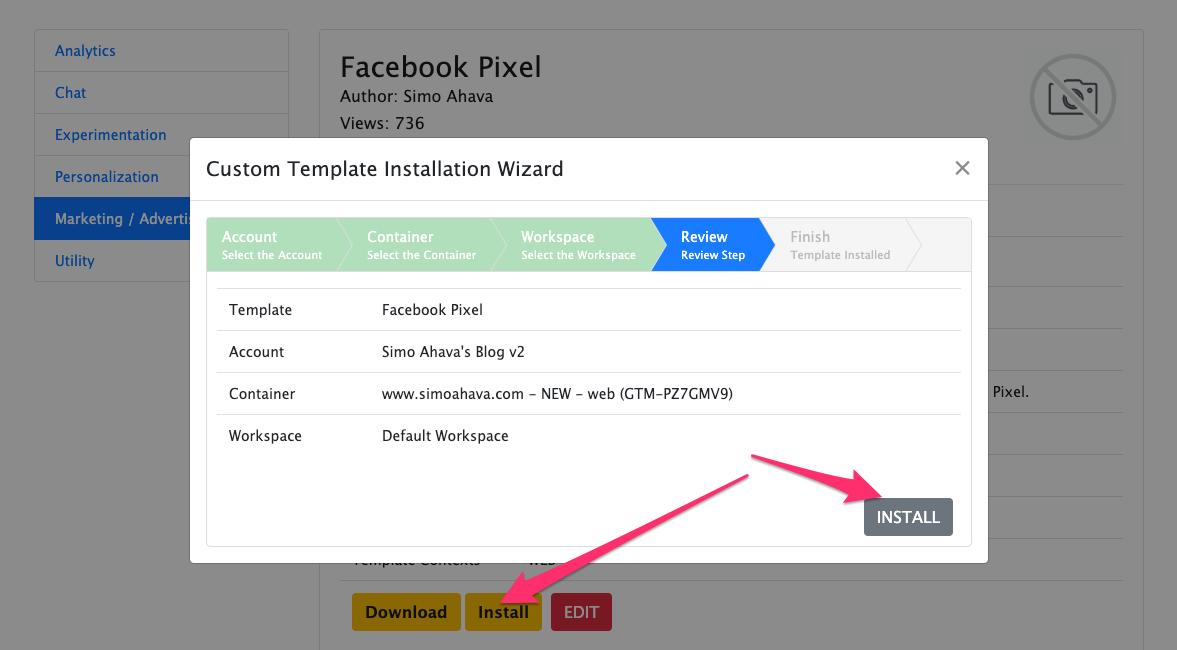 Analytics
Chat
Experimentation
Personalization
Marketing / Adverti
Utility
Facebook Pixel
Author: Simo Ahava
Views: 736
Custom Template Installation Wizard
Account
Select the Account
Container
Select the Container
Workspace
Select the Workspace
Review
Review Step
Finish
Template Installed
Template Facebook Pixel
Account Simo Ahava's Blog v2
Container www.simoahava.com - NEW - web (GTM-PZ7GMV9)
Workspace Default Workspace
INSTALL
Pixel.
Template Contexts WEB
Download Install EDIT